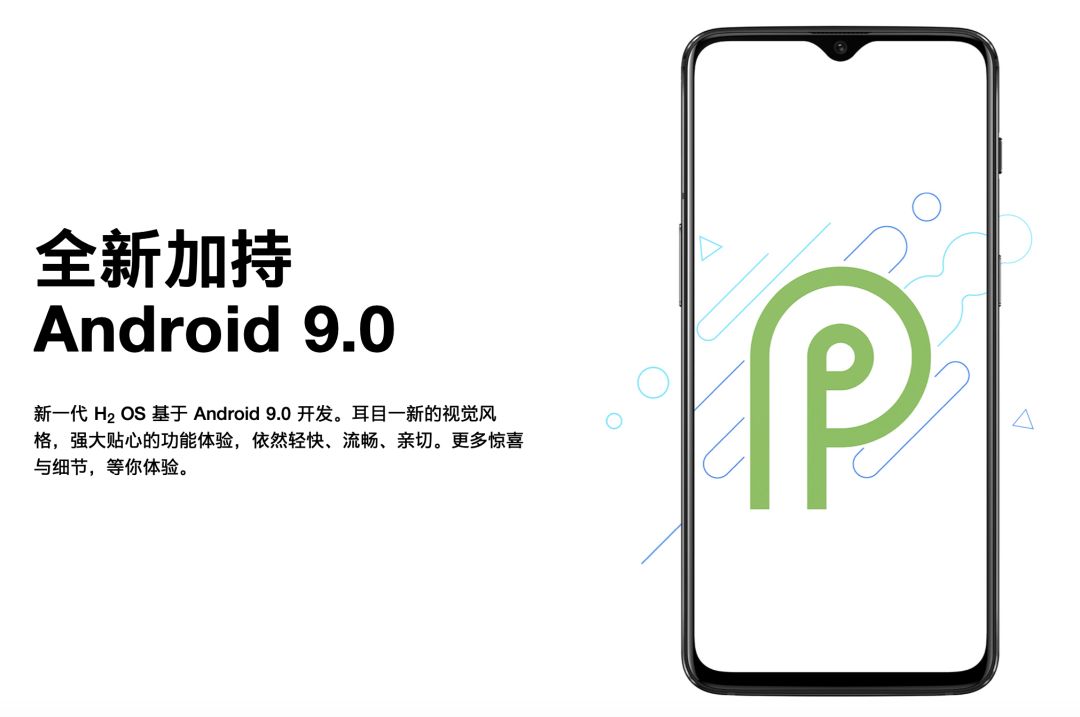 全新加持
Android 9.0
新一代 H₂ OS 基于 Android 9.0 开发。耳目一新的视觉风
格，强大贴心的功能体验，依然轻快、流畅、亲切。更多惊喜
与细节，等你体验。